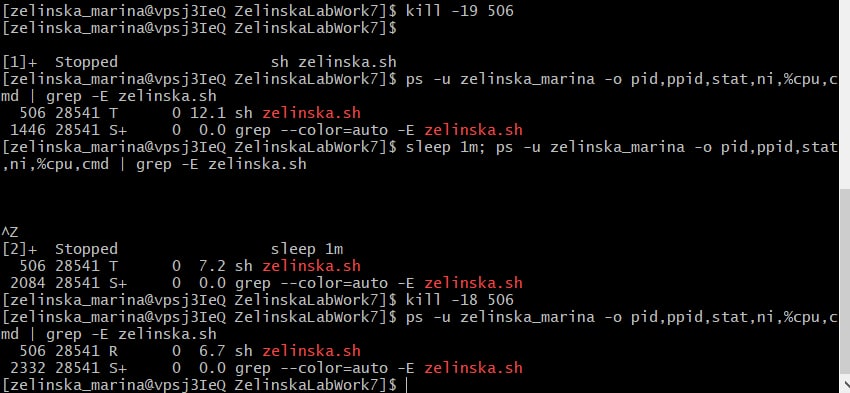 [zelinska_marina@vpsj3IeQ ZelinskaLabWork7]$ kill -19 506
[zelinska_marina@vpsj3IeQ ZelinskaLabWork7]$
[1]+  Stopped                 sh zelinska.sh
[zelinska_marina@vpsj3IeQ ZelinskaLabWork7]$ ps -u zelinska_marina -o pid,ppid,stat,ni,%cpu,c
md | grep -E zelinska.sh
  506 28541 T      0 12.1 sh zelinska.sh
 1446 28541 S+     0  0.0 grep --color=auto -E zelinska.sh
[zelinska_marina@vpsj3IeQ ZelinskaLabWork7]$ sleep 1m; ps -u zelinska_marina -o pid,ppid,stat
,ni,%cpu,cmd | grep -E zelinska.sh
^Z
[2]+  Stopped                 sleep 1m
  506 28541 T      0  7.2 sh zelinska.sh
 2084 28541 S+     0  0.0 grep --color=auto -E zelinska.sh
[zelinska_marina@vpsj3IeQ ZelinskaLabWork7]$ kill -18 506
[zelinska_marina@vpsj3IeQ ZelinskaLabWork7]$ ps -u zelinska_marina -o pid,ppid,stat,ni,%cpu,c
md | grep -E zelinska.sh
  506 28541 R      0  6.7 sh zelinska.sh
 2332 28541 S+     0  0.0 grep --color=auto -E zelinska.sh
[zelinska_marina@vpsj3IeQ ZelinskaLabWork7]$